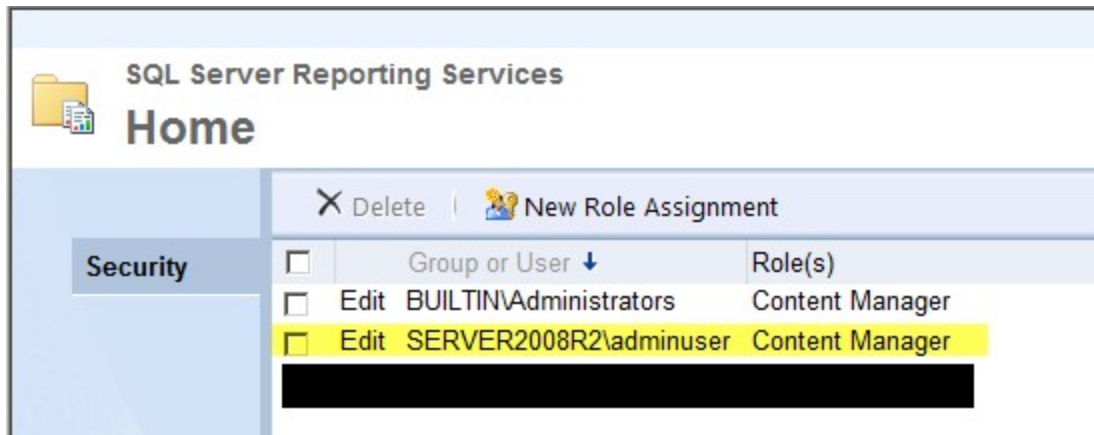 SQL Server Reporting Services
Home
Delete New Role Assignment
Security Group or User Role(s)
Edit BUILTIN\Administrators Content Manager
Edit SERVER2008R2\adminuser Content Manager